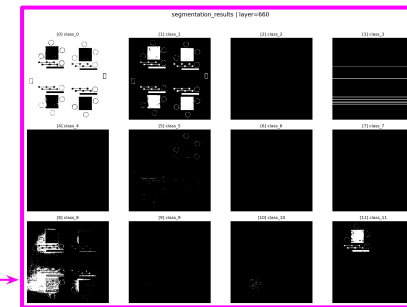 segmentation_results | layer=660
[0] class_0
[1] class_1
[2] class_2
[3] class_3
[4] class_4
[5] class_5
[6] class_6
[7] class_7
[8] class_8
[9] class_9
[10] class_10
[11] class_11